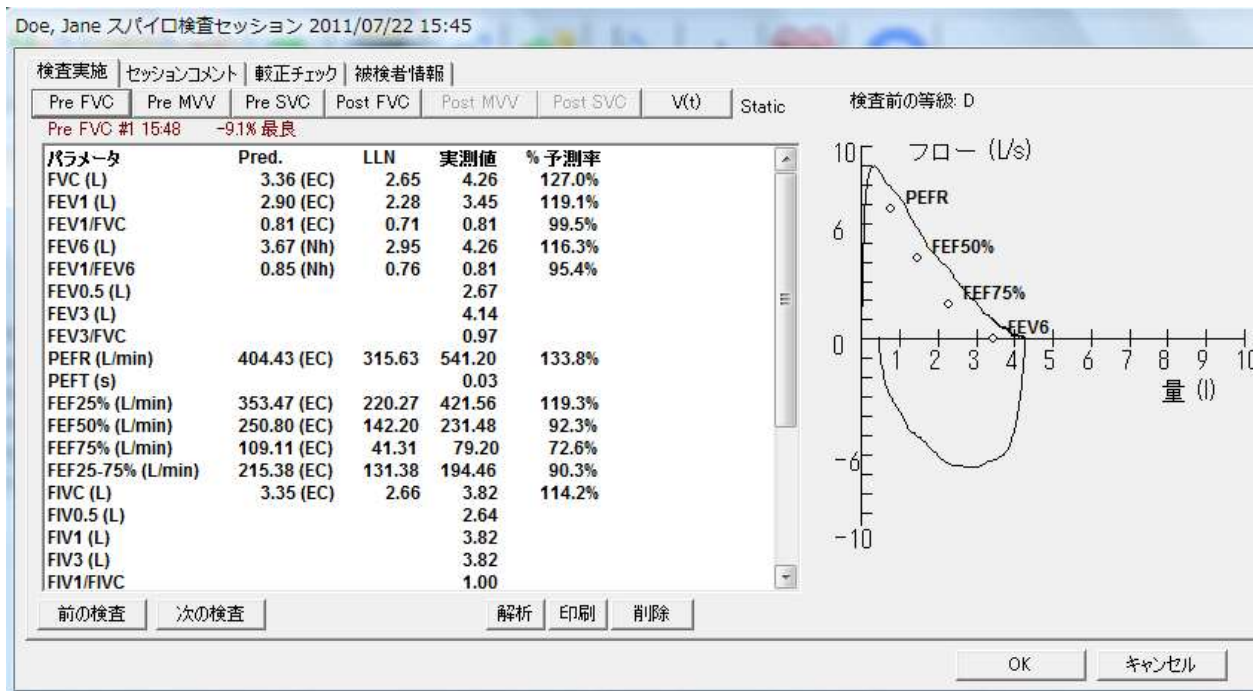 Doe, Jane スパイロ検査セッション 2011/07/22 15:45
検査実施 セッションコメント 較正チェック 被検者情報
Pre FVC Pre MVV Pre SVC Post FVC Post MVV Post SVC V(t) Static
Pre FVC #1 15:48 -9.1% 最良
パラメータ Pred. LLN 実測値 % 予測率
FVC (L) 3.36 (EC) 2.65 4.26 127.0%
FEV1 (L) 2.90 (EC) 2.28 3.45 119.1%
FEV1/FVC 0.81 (EC) 0.71 0.81 99.5%
FEV6 (L) 3.67 (Nh) 2.95 4.26 116.3%
FEV1/FEV6 0.85 (Nh) 0.76 0.81 95.4%
FEV0.5 (L) 2.67
FEV3 (L) 4.14
FEV3/FVC 0.97
PEFR (L/min) 404.43 (EC) 315.63 541.20 133.8%
PEFT (s) 0.03
FEF25% (L/min) 353.47 (EC) 220.27 421.56 119.3%
FEF50% (L/min) 250.80 (EC) 142.20 231.48 92.3%
FEF75% (L/min) 109.11 (EC) 41.31 79.20 72.6%
FEF25-75% (L/min) 215.38 (EC) 131.38 194.46 90.3%
FIVC (L) 3.35 (EC) 2.66 3.82 114.2%
FIV0.5 (L) 2.64
FIV1 (L) 3.82
FIV3 (L) 3.82
FIV1/FIVC 1.00
前の検査 次の検査 解析 印刷 削除
検査前の等級: D
10 フロー (L/s)
PEFR
6
FEF50%
FEF75%
FEV6
0 1 2 3 4 5 6 7 8 9 10
量 (l)
-6
-10
OK キャンセル